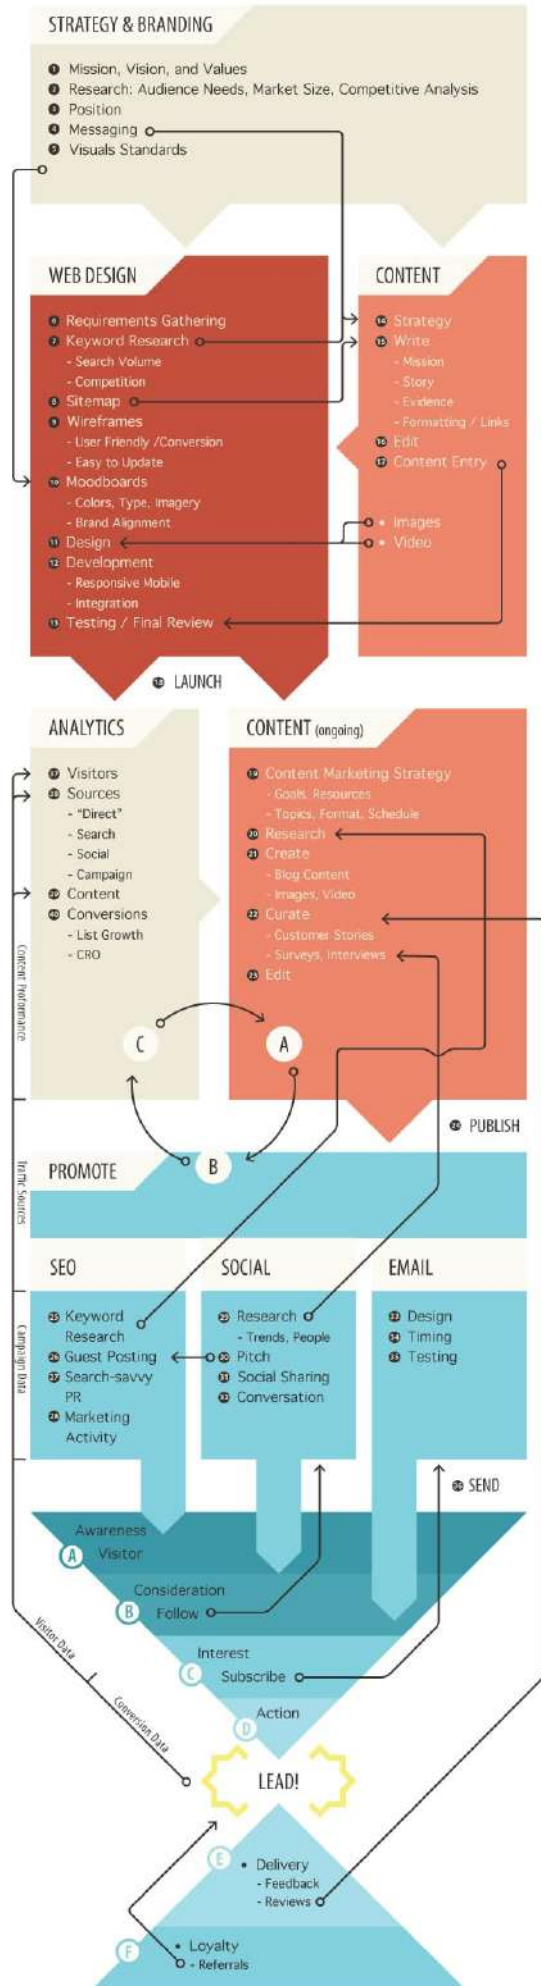 STRATEGY & BRANDING
1 Mission, Vision, and Values
2 Research: Audience Needs, Market Size, Competitive Analysis
3 Position
4 Messaging
5 Visuals Standards
WEB DESIGN
6 Requirements Gathering
7 Keyword Research
- Search Volume
- Competition
8 Sitemap
9 Wireframes
- User Friendly /Conversion
- Easy to Update
10 Moodboards
- Colors, Type, Imagery
- Brand Alignment
11 Design
12 Development
- Responsive Mobile
- Integration
13 Testing / Final Review
CONTENT
14 Strategy
15 Write
- Mission
- Story
- Evidence
- Formatting / Links
16 Edit
17 Content Entry
• Images
• Video
18 LAUNCH
ANALYTICS
37 Visitors
38 Sources
- "Direct"
- Search
- Social
- Campaign
39 Content
40 Conversions
- List Growth
- CRO
CONTENT (ongoing)
19 Content Marketing Strategy
- Goals, Resources
- Topics, Format, Schedule
20 Research
21 Create
- Blog Content
- Images, Video
22 Curate
- Customer Stories
- Surveys, Interviews
23 Edit
C
A
B
Content Proformance
24 PUBLISH
PROMOTE
Traffic Sources
SEO
25 Keyword
Research
26 Guest Posting
27 Search-savvy
PR
28 Marketing
Activity
SOCIAL
29 Research
- Trends, People
30 Pitch
31 Social Sharing
32 Conversation
EMAIL
33 Design
34 Timing
35 Testing
Campaign Data
36 SEND
Awareness
A Visitor
Consideration
B Follow
Interest
C Subscribe
Action
D
Visitor Data
Conversion Data
LEAD!
E
• Delivery
- Feedback
- Reviews
F
• Loyalty
- Referrals